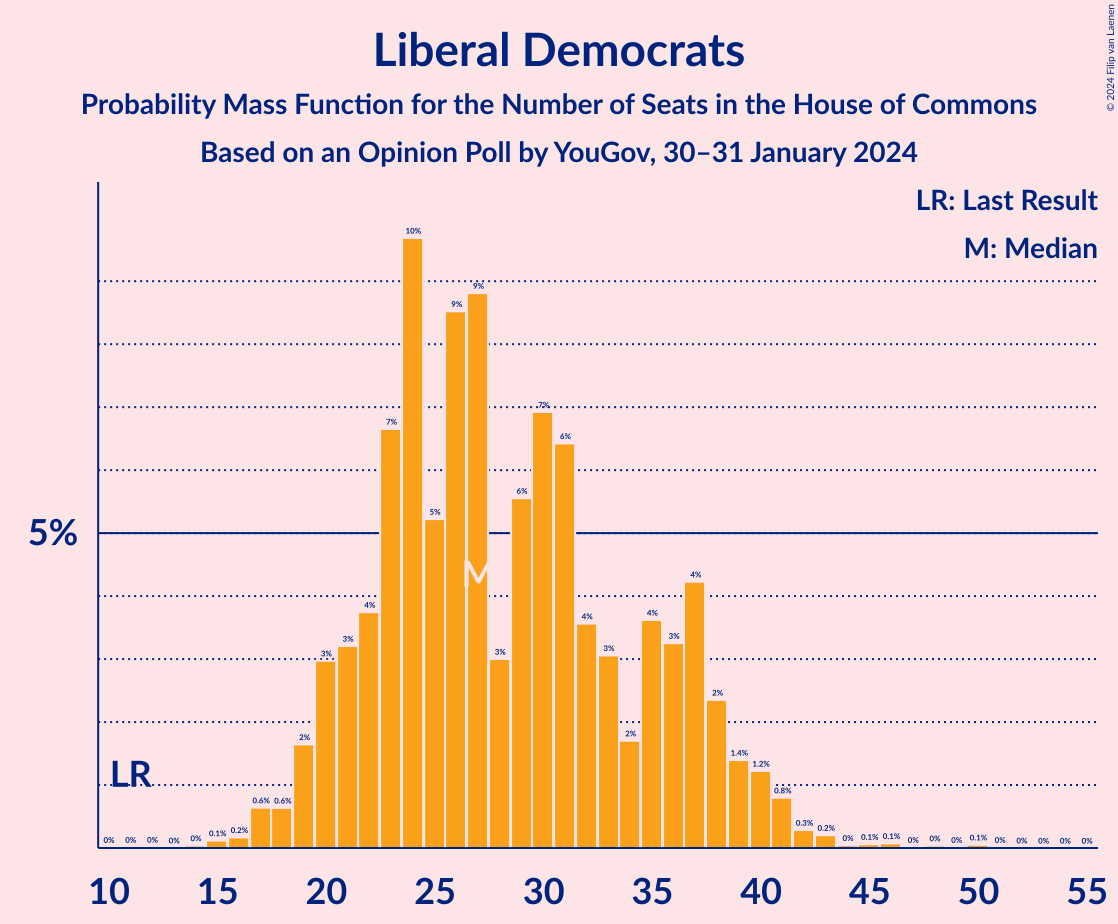 Liberal Democrats
Probability Mass Function for the Number of Seats in the House of Commons
Based on an Opinion Poll by YouGov, 30–31 January 2024
© 2024 Filip van Laenen
LR: Last Result
M: Median
5%
LR
M
0% 0% 0% 0% 0% 0.1% 0.2% 0.6% 0.6% 2% 3% 3% 4% 7% 10% 5% 9% 9% 3% 6% 7% 6% 4% 3% 2% 4% 3% 4% 2% 1.4% 1.2% 0.8% 0.3% 0.2% 0% 0.1% 0.1% 0% 0% 0% 0.1% 0% 0% 0% 0% 0%
10 15 20 25 30 35 40 45 50 55